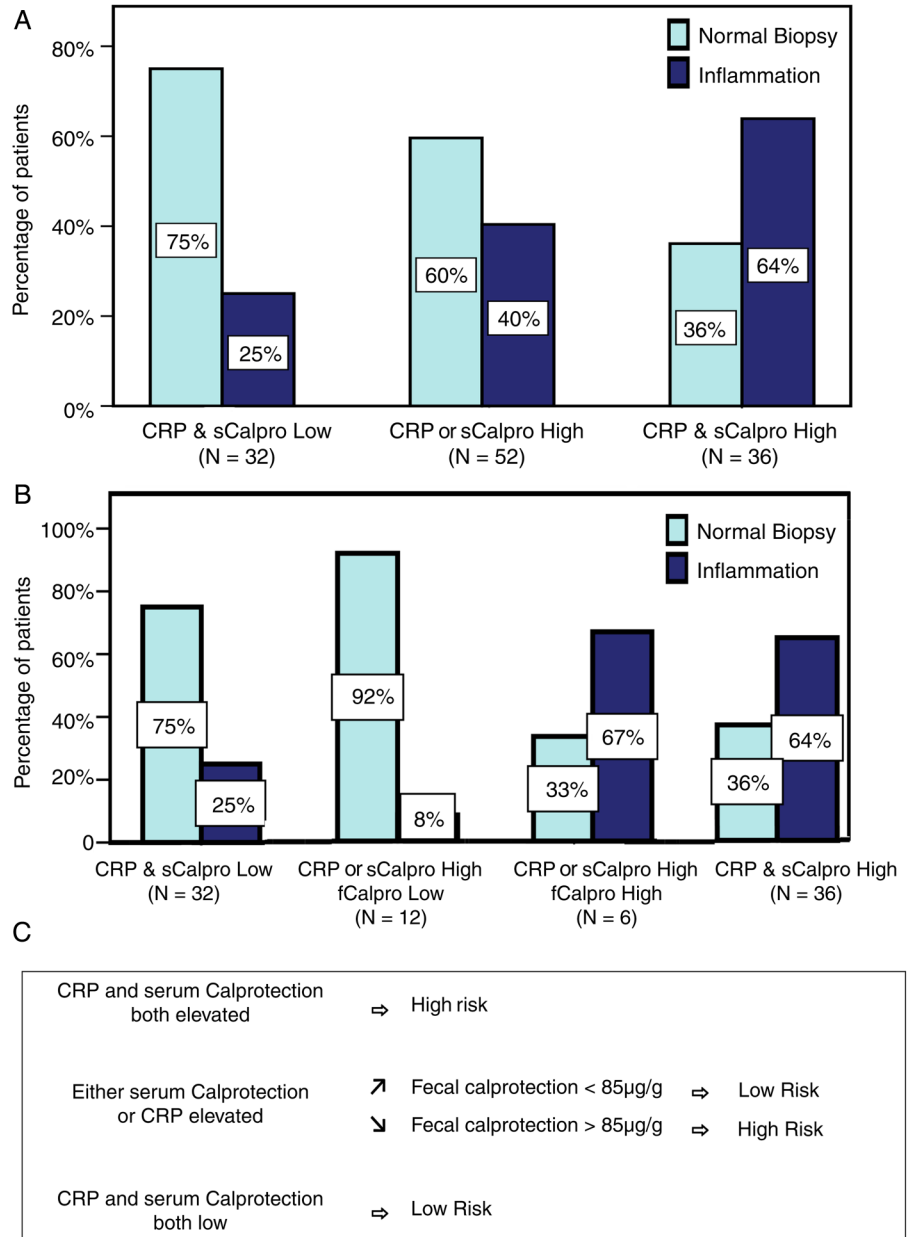 A
80%
60%
40%
20%
0%
Percentage of patients
Normal Biopsy
Inflammation
75%
25%
60%
40%
36%
64%
CRP & sCalpro Low
(N = 32)
CRP or sCalpro High
(N = 52)
CRP & sCalpro High
(N = 36)
B
100%
80%
60%
40%
20%
0
Percentage of patients
Normal Biopsy
Inflammation
75%
25%
92%
8%
33%
67%
36%
64%
CRP & sCalpro Low
(N = 32)
CRP or sCalpro High
fCalpro Low
(N = 12)
CRP or sCalpro High
fCalpro High
(N = 6)
CRP & sCalpro High
(N = 36)
C
CRP and serum Calprotection
both elevated
⇨ High risk
Either serum Calprotection
or CRP elevated
↗ Fecal calprotection < 85µg/g ⇨ Low Risk
↘ Fecal calprotection > 85µg/g ⇨ High Risk
CRP and serum Calprotection
both low
⇨ Low Risk